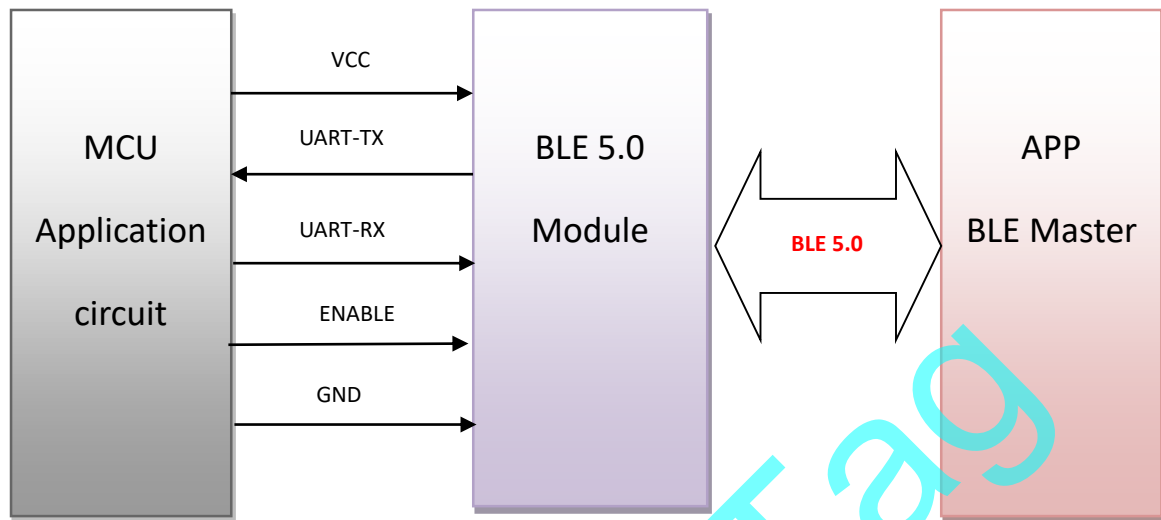 MCU
Application
circuit
VCC
UART-TX
UART-RX
ENABLE
GND
BLE 5.0
Module
BLE 5.0
APP
BLE Master
Tag